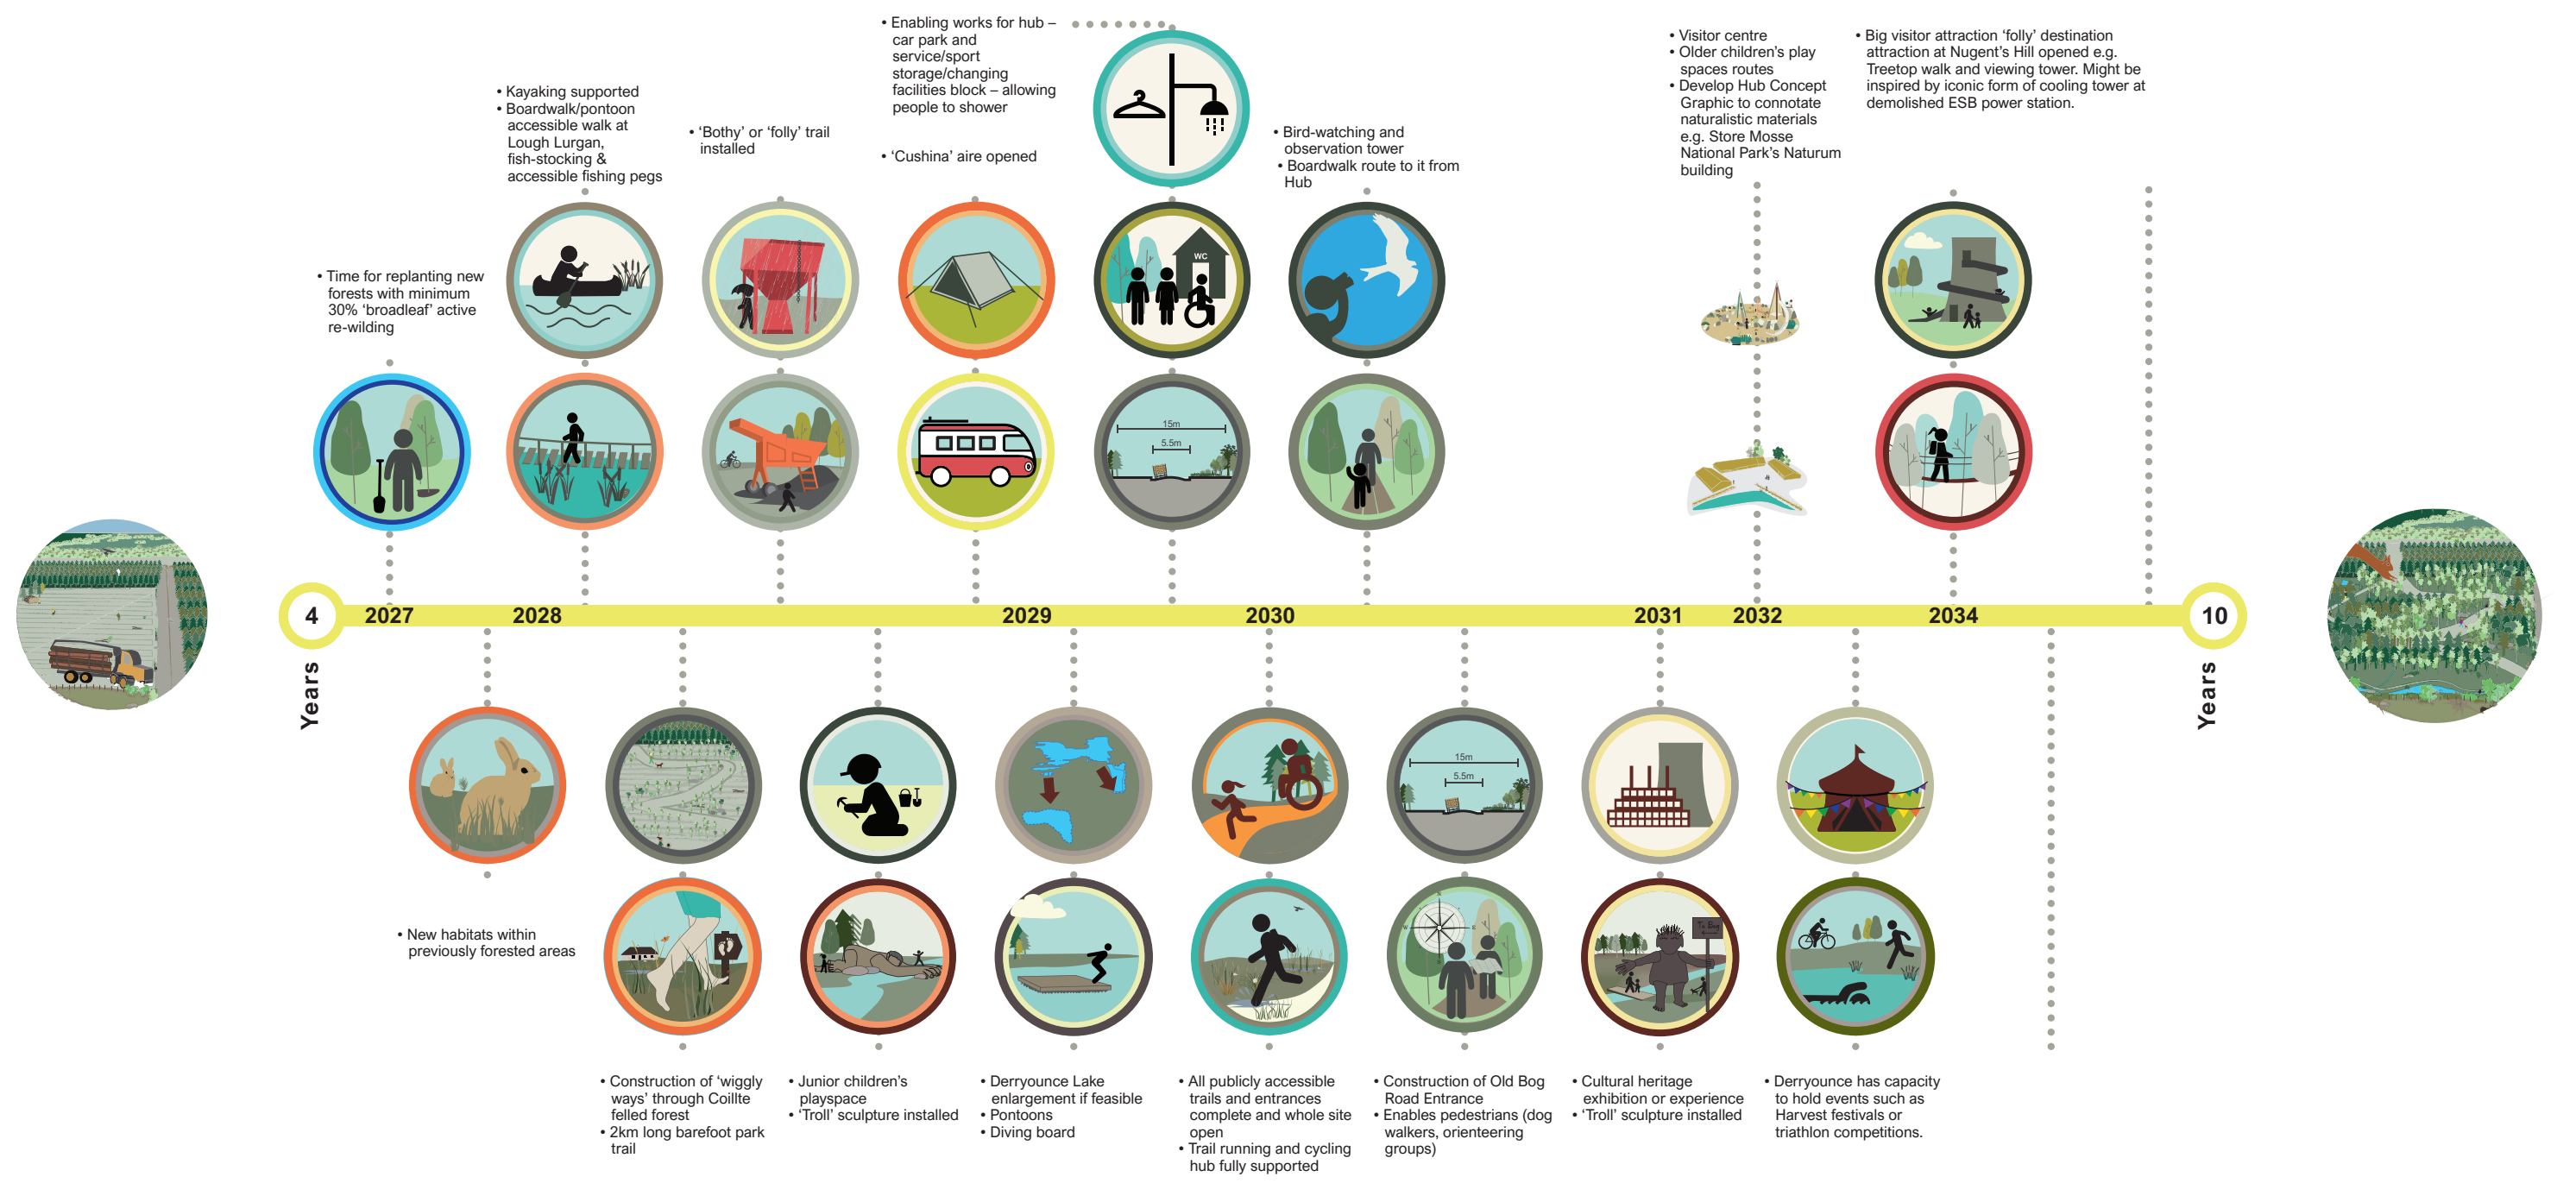 • Time for replanting new
forests with minimum
30% ‘broadleaf’ active
re-wilding
• Kayaking supported
• Boardwalk/pontoon
accessible walk at
Lough Lurgan,
fish-stocking &
accessible fishing pegs
• ‘Bothy’ or ‘folly’ trail
installed
• Enabling works for hub –
car park and
service/sport
storage/changing
facilities block – allowing
people to shower
• ‘Cushina’ aire opened
• Bird-watching and
observation tower
• Boardwalk route to it from
Hub
• Visitor centre
• Older children’s play
spaces routes
• Develop Hub Concept
Graphic to connotate
naturalistic materials
e.g. Store Mosse
National Park’s Naturum
building
• Big visitor attraction ‘folly’ destination
attraction at Nugent’s Hill opened e.g.
Treetop walk and viewing tower. Might be
inspired by iconic form of cooling tower at
demolished ESB power station.
WC
15m
5.5m
4
Years
2027
2028
2029
2030
2031
2032
2034
10
Years
15m
5.5m
• New habitats within
previously forested areas
• Construction of ‘wiggly
ways’ through Coillte
felled forest
• 2km long barefoot park
trail
• Junior children’s
playspace
• ‘Troll’ sculpture installed
• Derryounce Lake
enlargement if feasible
• Pontoons
• Diving board
• All publicly accessible
trails and entrances
complete and whole site
open
• Trail running and cycling
hub fully supported
• Construction of Old Bog
Road Entrance
• Enables pedestrians (dog
walkers, orienteering
groups)
To Bog
• Cultural heritage
exhibition or experience
• ‘Troll’ sculpture installed
• Derryounce has capacity
to hold events such as
Harvest festivals or
triathlon competitions.